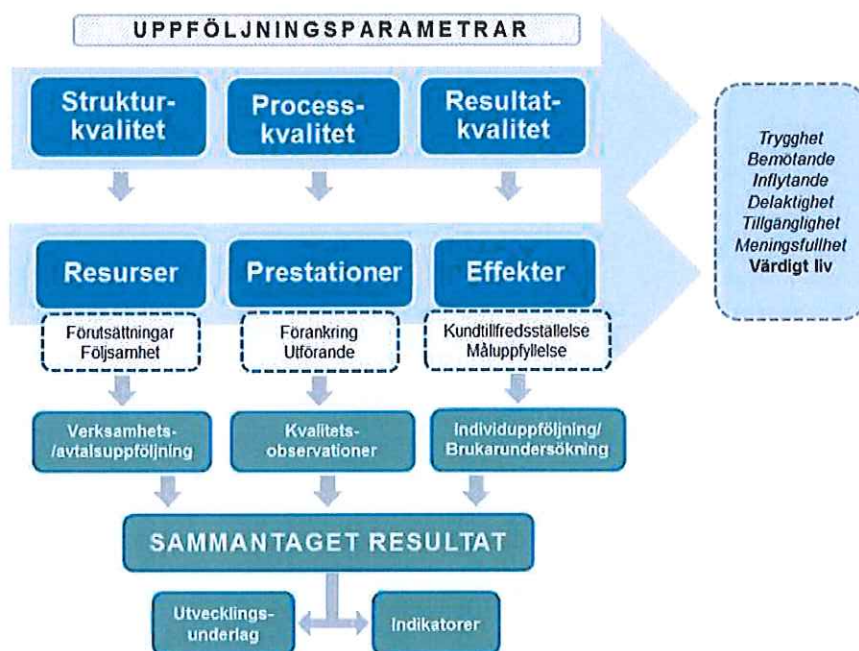 UPPFÖLJNINGSPARAMETRAR
Struktur-
kvalitet
Process-
kvalitet
Resultat-
kvalitet
Trygghet
Bemötande
Inflytande
Delaktighet
Tillgänglighet
Meningsfullhet
Värdigt liv
Resurser
Prestationer
Effekter
Förutsättningar
Följsamhet
Förankring
Utförande
Kundtillfredsställelse
Måluppfyllelse
Verksamhets-
/avtalsuppföljning
Kvalitets-
observationer
Individuppföljning/
Brukarundersökning
SAMMANTAGET RESULTAT
Utvecklings-
underlag
Indikatorer